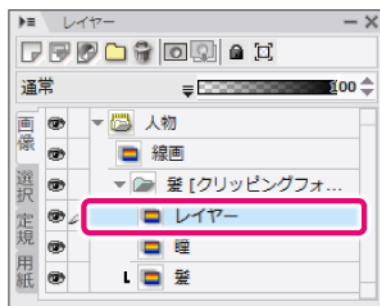 レイヤー
通常 100
画像
選択
定規
用紙
人物
線画
髪 [クリッピングフォ...
レイヤー
瞳
髪